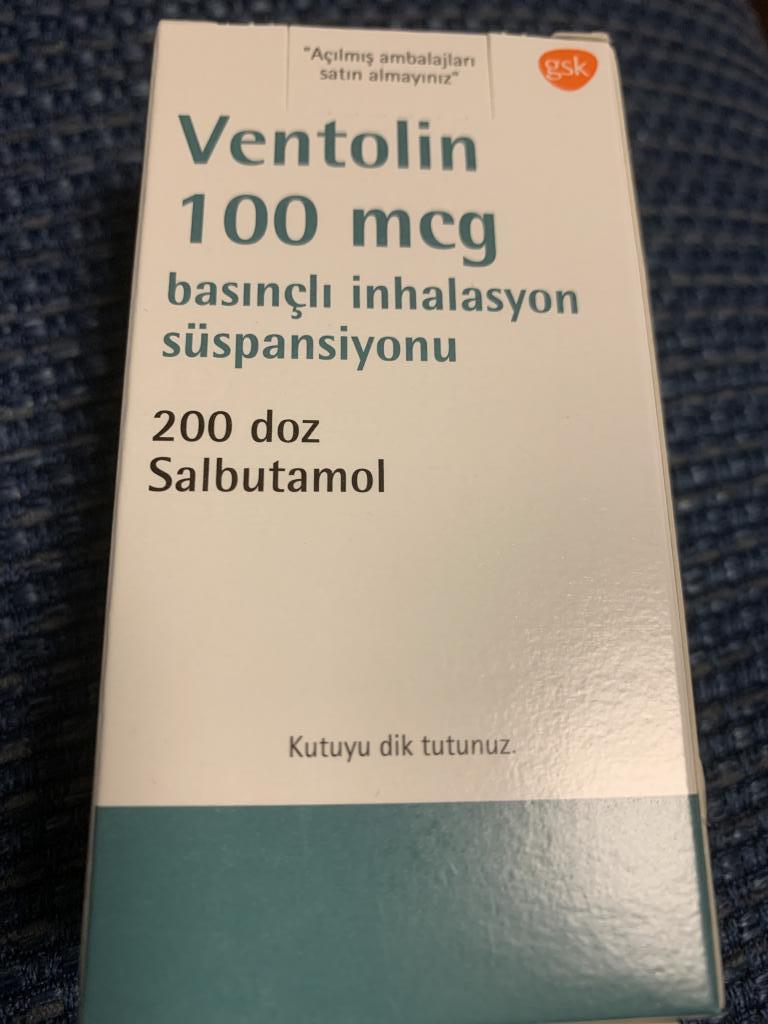 "Açılmış ambalajları
satın almayınız"
gsk
Ventolin
100 mcg
basınçlı inhalasyon
süspansiyonu
200 doz
Salbutamol
Kutuyu dik tutunuz.